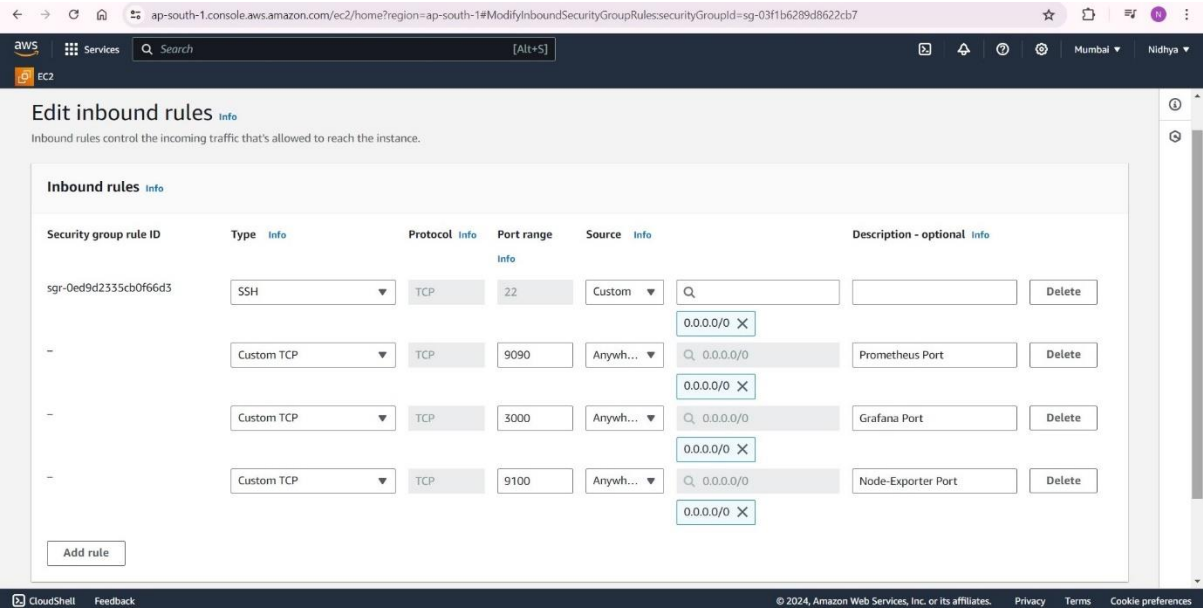 ap-south-1.console.aws.amazon.com/ec2/home?region=ap-south-1#ModifyInboundSecurityGroupRules:securityGroupId=sg-03f1b6289d8622cb7 N
aws Services Search [Alt+S] Mumbai Nidhya
EC2
Edit inbound rules Info
Inbound rules control the incoming traffic that's allowed to reach the instance.
Inbound rules Info
Security group rule ID Type Info Protocol Info Port range Source Info Description - optional Info
Info
sgr-0ed9d2335cb0f66d3 SSH TCP 22 Custom Delete
0.0.0.0/0
– Custom TCP TCP 9090 Anywh... 0.0.0.0/0 Prometheus Port Delete
0.0.0.0/0
– Custom TCP TCP 3000 Anywh... 0.0.0.0/0 Grafana Port Delete
0.0.0.0/0
– Custom TCP TCP 9100 Anywh... 0.0.0.0/0 Node-Exporter Port Delete
0.0.0.0/0
Add rule
CloudShell Feedback © 2024, Amazon Web Services, Inc. or its affiliates. Privacy Terms Cookie preferences